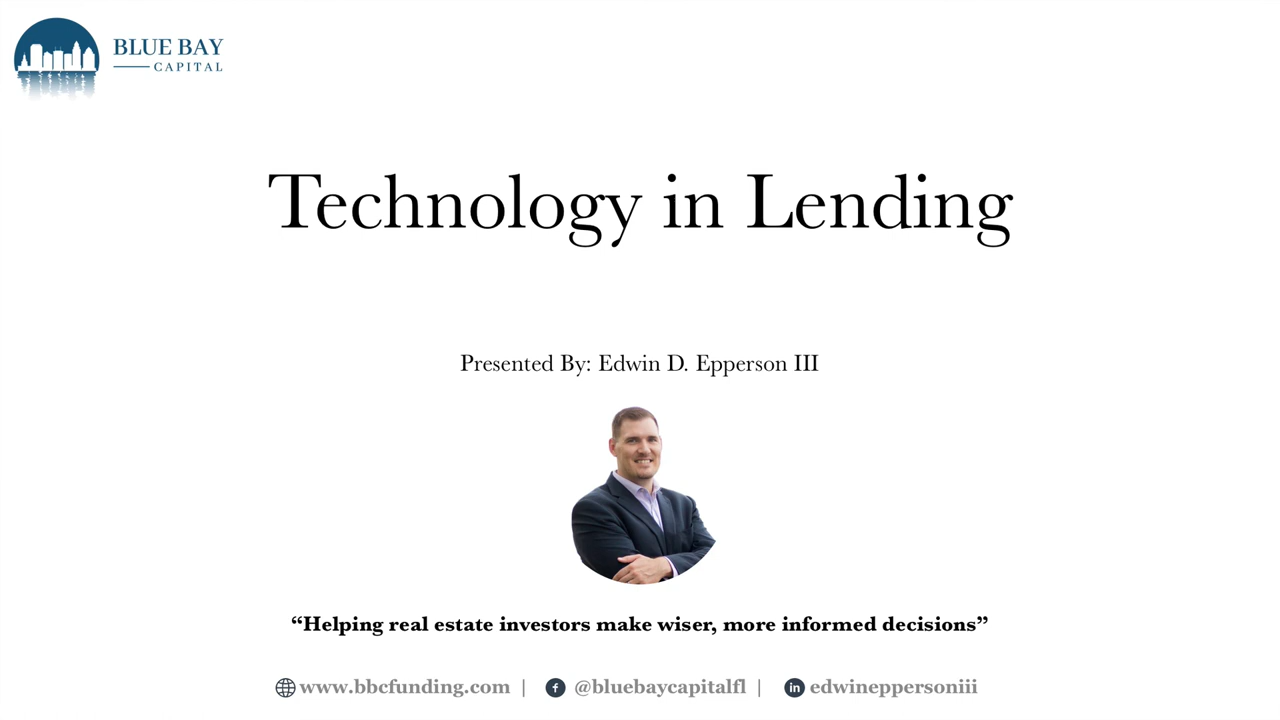 BLUE BAY
CAPITAL
Technology in Lending
Presented By: Edwin D. Epperson III
“Helping real estate investors make wiser, more informed decisions”
www.bbcfunding.com | f @bluebaycapitalfl | in edwineppersoniii